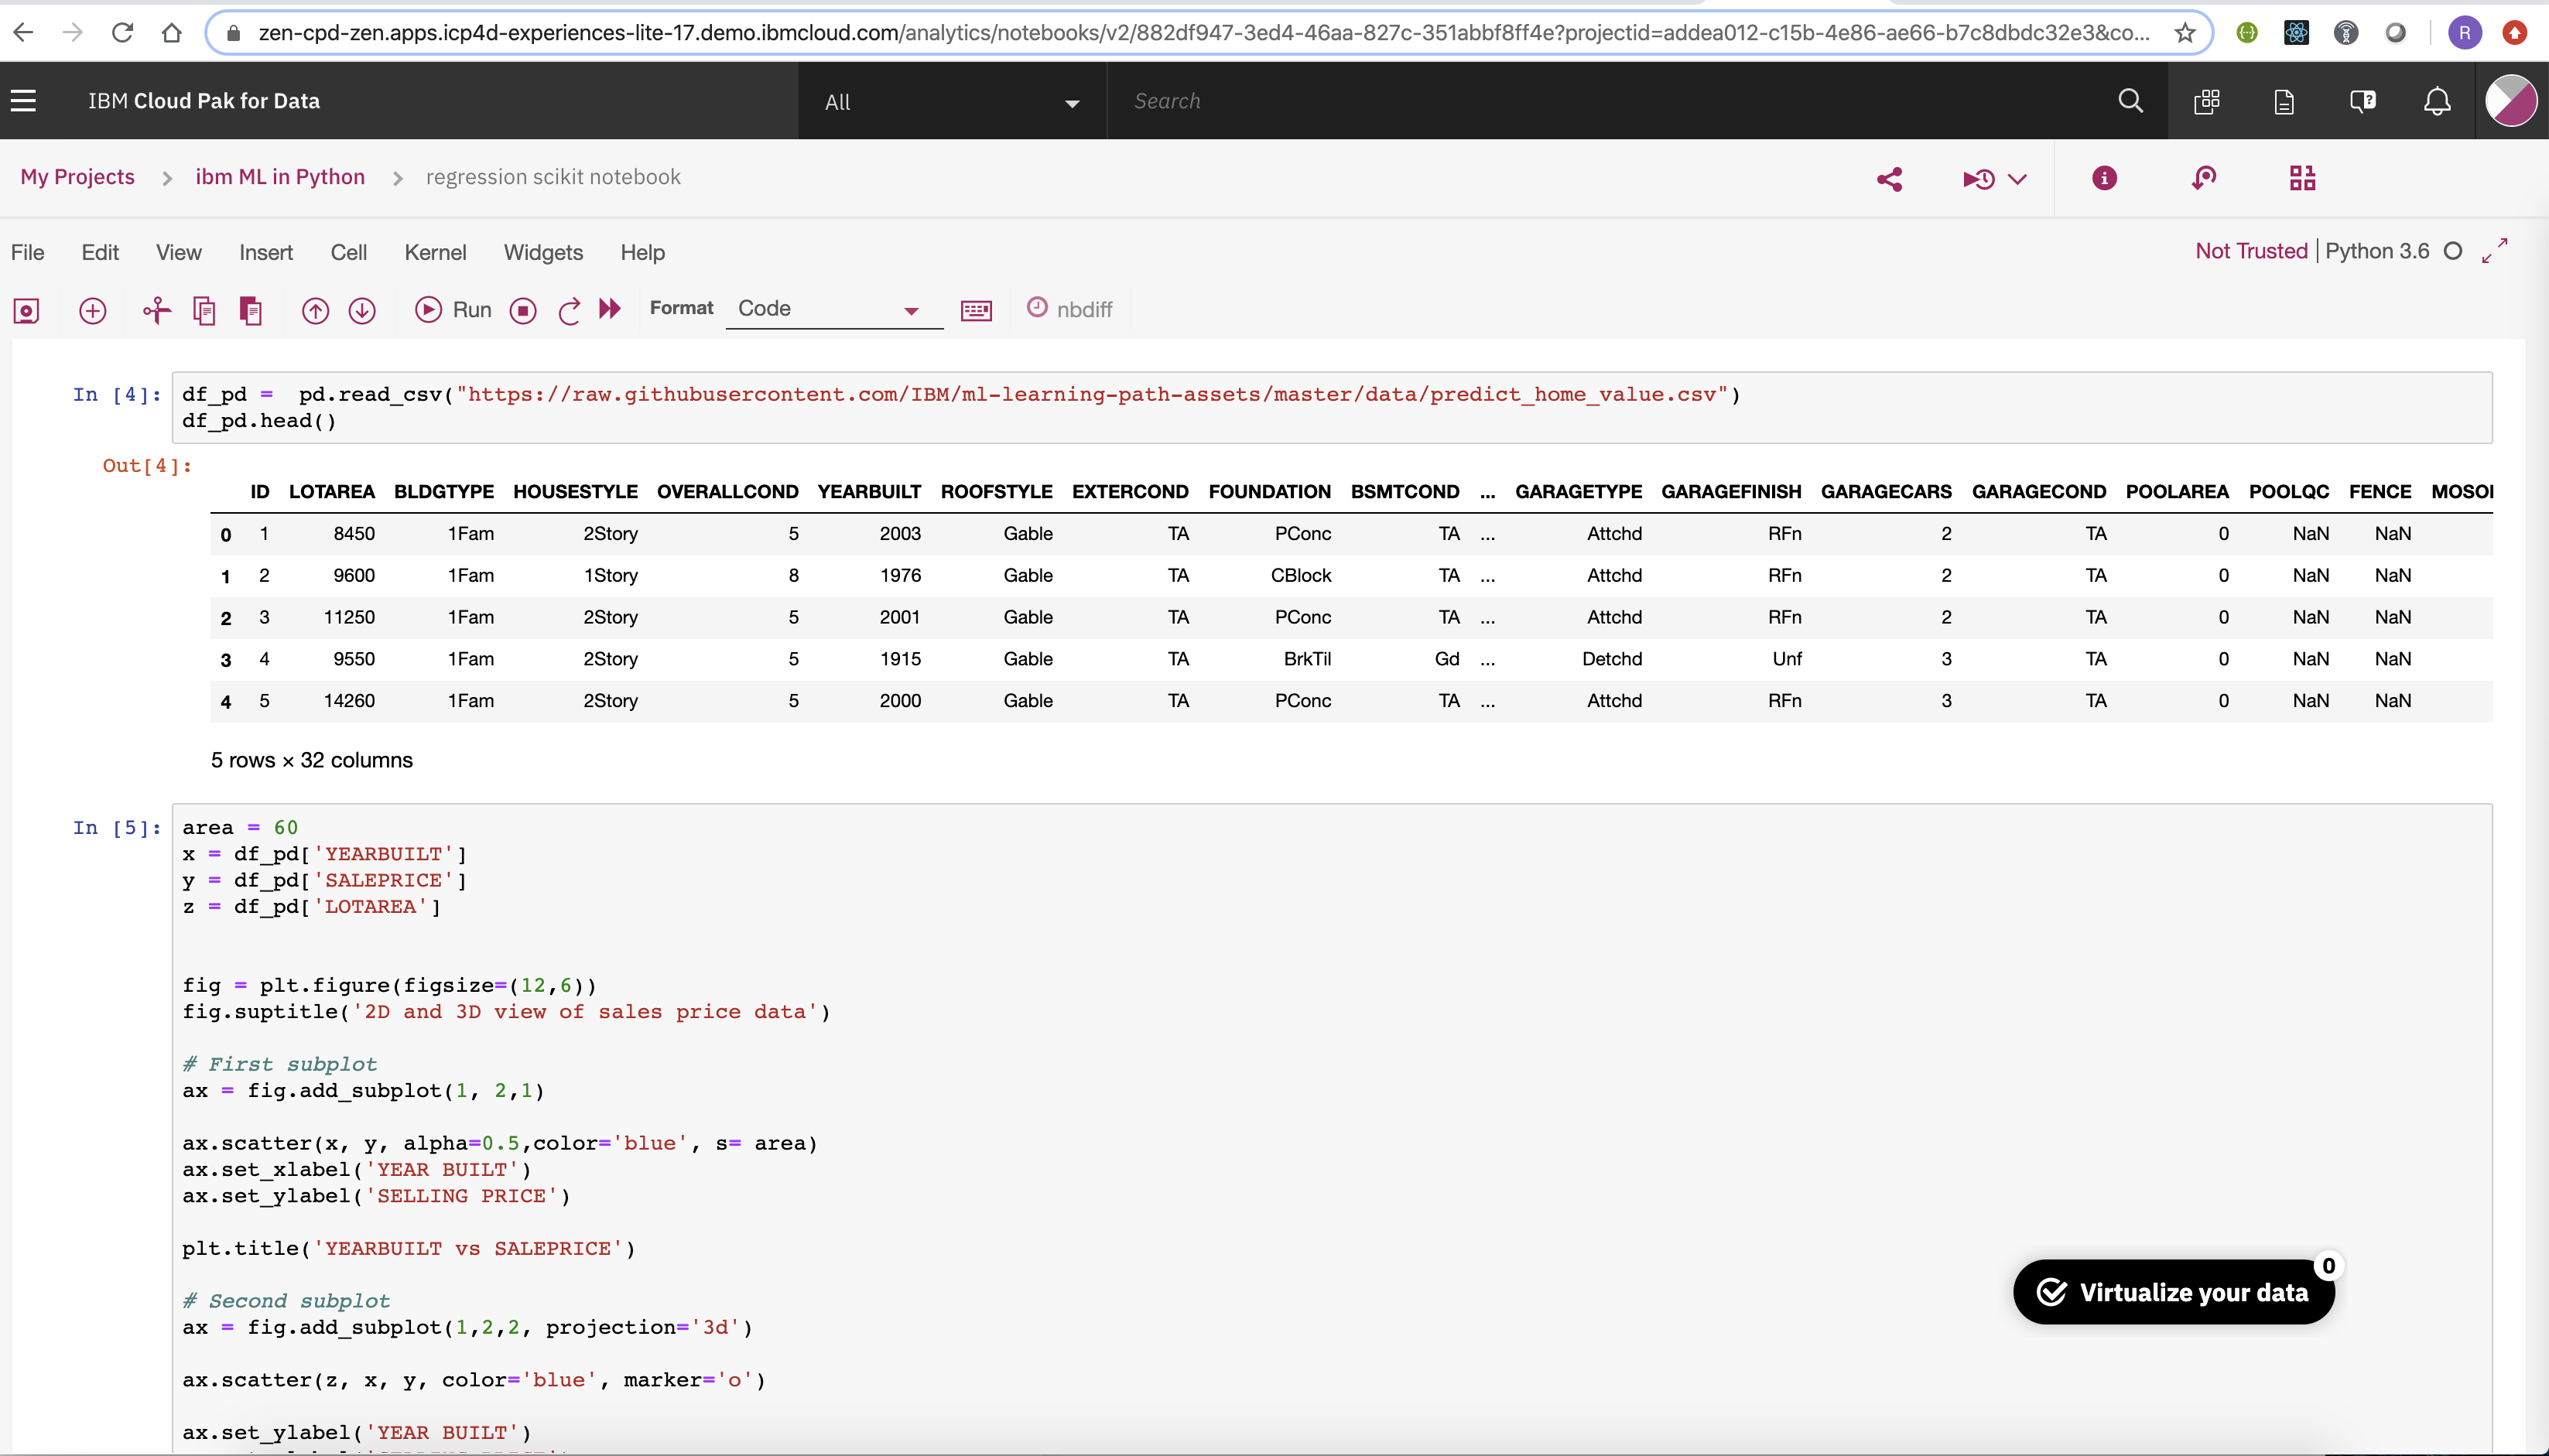 zen-cpd-zen.apps.icp4d-experiences-lite-17.demo.ibmcloud.com/analytics/notebooks/v2/882df947-3ed4-46aa-827c-351abbf8ff4e?projectid=addea012-c15b-4e86-ae66-b7c8dbdc32e3&co...
R
IBM Cloud Pak for Data
All
Search
My Projects > ibm ML in Python > regression scikit notebook
File Edit View Insert Cell Kernel Widgets Help
Not Trusted | Python 3.6
Run
Format
Code
nbdiff
In [4]: df_pd =  pd.read_csv("https://raw.githubusercontent.com/IBM/ml-learning-path-assets/master/data/predict_home_value.csv")
df_pd.head()
Out[4]:
ID LOTAREA BLDGTYPE HOUSESTYLE OVERALLCOND YEARBUILT ROOFSTYLE EXTERCOND FOUNDATION BSMTCOND ... GARAGETYPE GARAGEFINISH GARAGECARS GARAGECOND POOLAREA POOLQC FENCE MOSOI
0 1 8450 1Fam 2Story 5 2003 Gable TA PConc TA ... Attchd RFn 2 TA 0 NaN NaN
1 2 9600 1Fam 1Story 8 1976 Gable TA CBlock TA ... Attchd RFn 2 TA 0 NaN NaN
2 3 11250 1Fam 2Story 5 2001 Gable TA PConc TA ... Attchd RFn 2 TA 0 NaN NaN
3 4 9550 1Fam 2Story 5 1915 Gable TA BrkTil Gd ... Detchd Unf 3 TA 0 NaN NaN
4 5 14260 1Fam 2Story 5 2000 Gable TA PConc TA ... Attchd RFn 3 TA 0 NaN NaN
5 rows × 32 columns
In [5]: area = 60
x = df_pd['YEARBUILT']
y = df_pd['SALEPRICE']
z = df_pd['LOTAREA']
fig = plt.figure(figsize=(12,6))
fig.suptitle('2D and 3D view of sales price data')
# First subplot
ax = fig.add_subplot(1, 2,1)
ax.scatter(x, y, alpha=0.5,color='blue', s= area)
ax.set_xlabel('YEAR BUILT')
ax.set_ylabel('SELLING PRICE')
plt.title('YEARBUILT vs SALEPRICE')
# Second subplot
ax = fig.add_subplot(1,2,2, projection='3d')
ax.scatter(z, x, y, color='blue', marker='o')
ax.set_ylabel('YEAR BUILT')
0
Virtualize your data